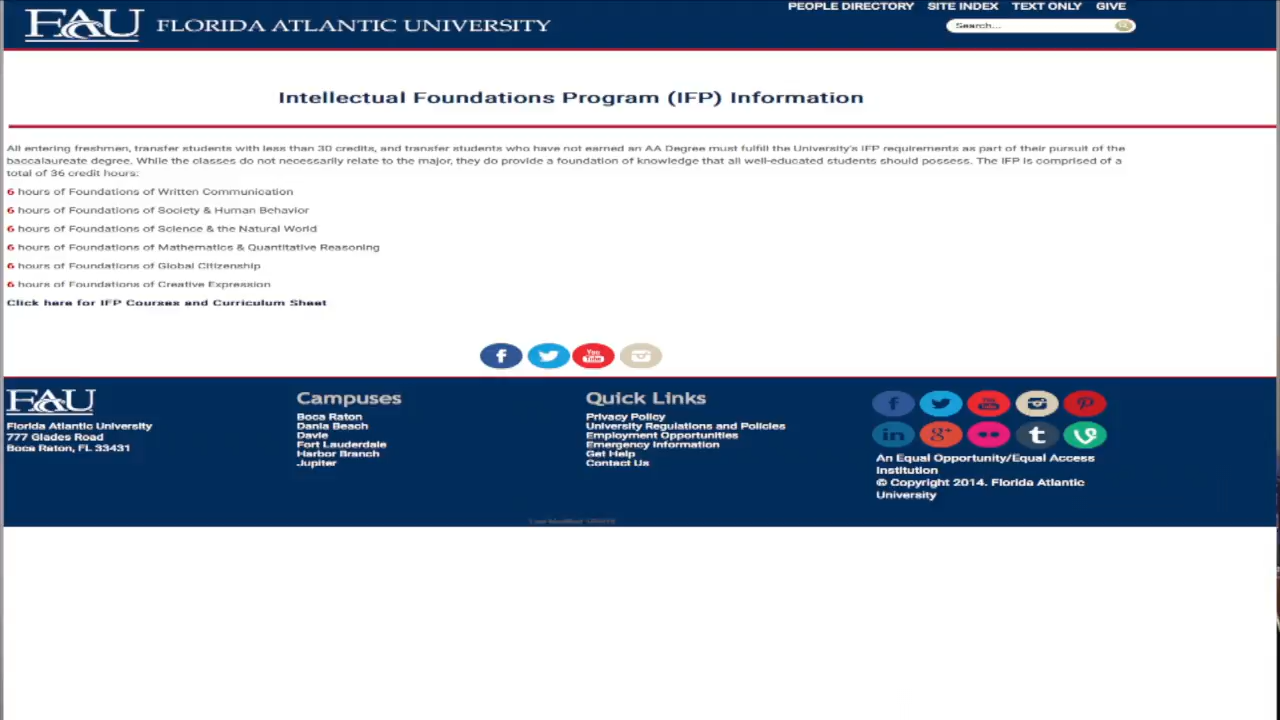 PEOPLE DIRECTORY SITE INDEX TEXT ONLY GIVE
FAU FLORIDA ATLANTIC UNIVERSITY
Search...
Intellectual Foundations Program (IFP) Information
All entering freshmen, transfer students with less than 30 credits, and transfer students who have not earned an AA Degree must fulfill the University's IFP requirements as part of their pursuit of the
baccalaureate degree. While the classes do not necessarily relate to the major, they do provide a foundation of knowledge that all well-educated students should possess. The IFP is comprised of a
total of 36 credit hours:
6 hours of Foundations of Written Communication
6 hours of Foundations of Society & Human Behavior
6 hours of Foundations of Science & the Natural World
6 hours of Foundations of Mathematics & Quantitative Reasoning
6 hours of Foundations of Global Citizenship
6 hours of Foundations of Creative Expression
Click here for IFP Courses and Curriculum Sheet
f You Tube
FAU
Florida Atlantic University
777 Glades Road
Boca Raton, FL 33431
Campuses
Boca Raton
Dania Beach
Davie
Fort Lauderdale
Harbor Branch
Jupiter
Quick Links
Privacy Policy
University Regulations and Policies
Employment Opportunities
Emergency Information
Get Help
Contact Us
f You Tube
in g+ t
An Equal Opportunity/Equal Access
Institution
© Copyright 2014. Florida Atlantic
University
Last Modified